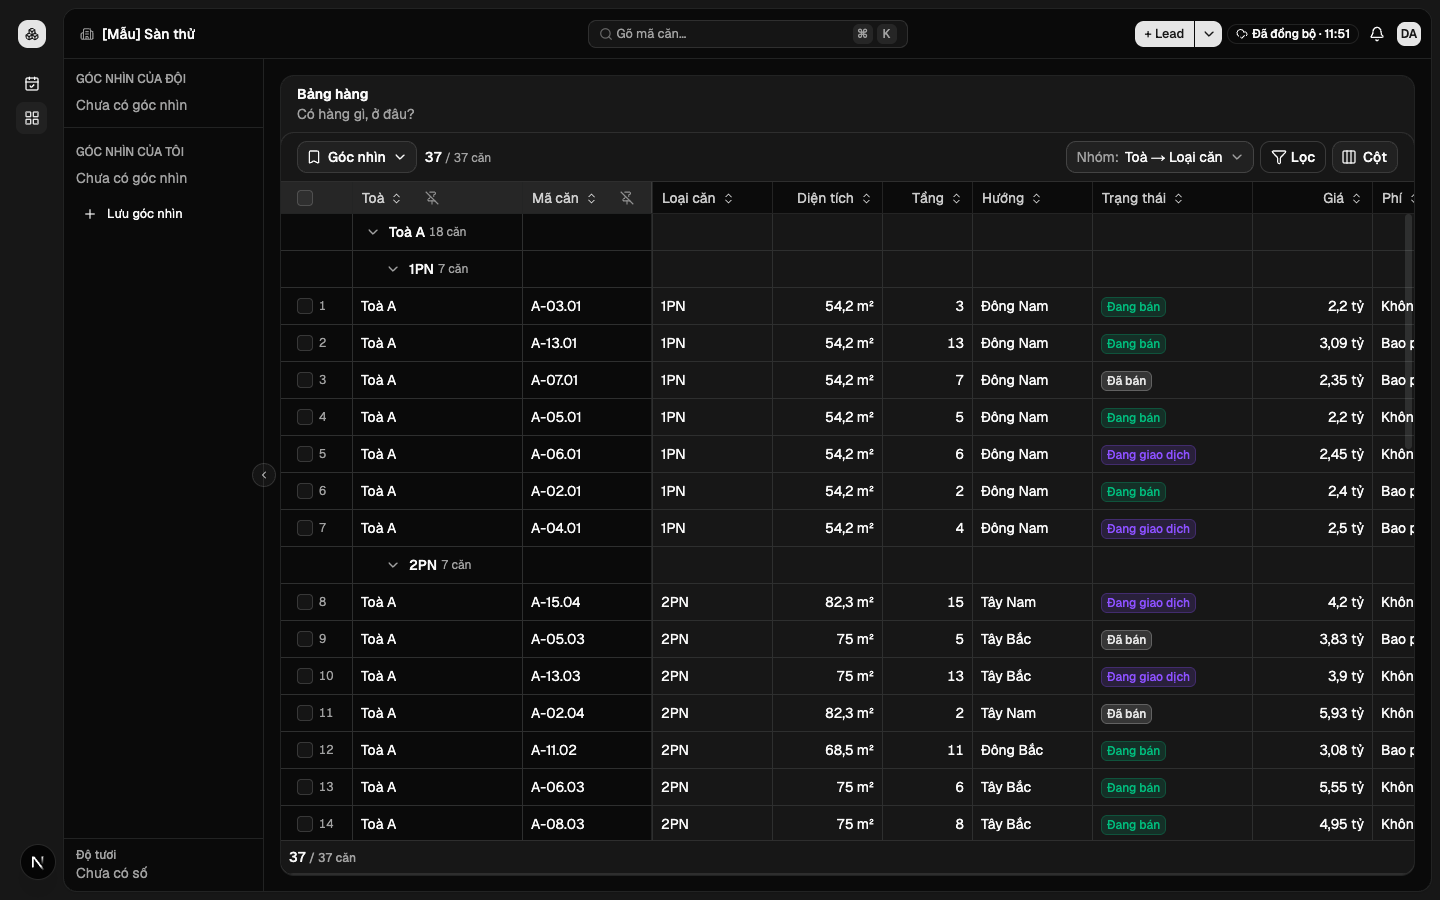 [Mẫu] Sàn thử
Gõ mã căn...
⌘ K
+ Lead
Đã đồng bộ · 11:51
DA
GÓC NHÌN CỦA ĐỘI
Chưa có góc nhìn
GÓC NHÌN CỦA TÔI
Chưa có góc nhìn
+ Lưu góc nhìn
Độ tươi
Chưa có số
N
Bảng hàng
Có hàng gì, ở đâu?
Góc nhìn 37 / 37 căn
Nhóm: Toà → Loại căn Lọc Cột
Toà Mã căn Loại căn Diện tích Tầng Hướng Trạng thái Giá Phí
Toà A 18 căn
1PN 7 căn
1 Toà A A-03.01 1PN 54,2 m² 3 Đông Nam Đang bán 2,2 tỷ Khôn
2 Toà A A-13.01 1PN 54,2 m² 13 Đông Nam Đang bán 3,09 tỷ Bao p
3 Toà A A-07.01 1PN 54,2 m² 7 Đông Nam Đã bán 2,35 tỷ Bao p
4 Toà A A-05.01 1PN 54,2 m² 5 Đông Nam Đang bán 2,2 tỷ Khôn
5 Toà A A-06.01 1PN 54,2 m² 6 Đông Nam Đang giao dịch 2,45 tỷ Khôn
6 Toà A A-02.01 1PN 54,2 m² 2 Đông Nam Đang bán 2,4 tỷ Bao p
7 Toà A A-04.01 1PN 54,2 m² 4 Đông Nam Đang giao dịch 2,5 tỷ Bao p
2PN 7 căn
8 Toà A A-15.04 2PN 82,3 m² 15 Tây Nam Đang giao dịch 4,2 tỷ Khôn
9 Toà A A-05.03 2PN 75 m² 5 Tây Bắc Đã bán 3,83 tỷ Bao p
10 Toà A A-13.03 2PN 75 m² 13 Tây Bắc Đang giao dịch 3,9 tỷ Khôn
11 Toà A A-02.04 2PN 82,3 m² 2 Tây Nam Đã bán 5,93 tỷ Khôn
12 Toà A A-11.02 2PN 68,5 m² 11 Đông Bắc Đang bán 3,08 tỷ Bao p
13 Toà A A-06.03 2PN 75 m² 6 Tây Bắc Đang bán 5,55 tỷ Khôn
14 Toà A A-08.03 2PN 75 m² 8 Tây Bắc Đang bán 4,95 tỷ Khôn
37 / 37 căn